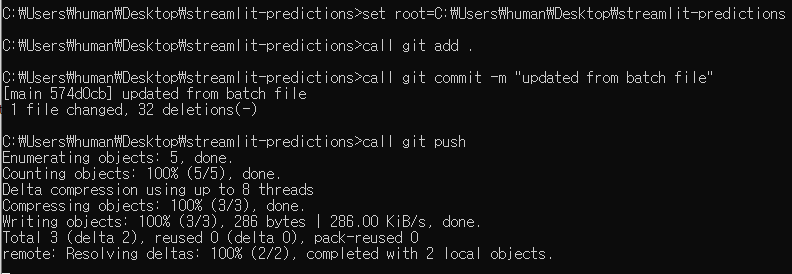 C:₩Users₩human₩Desktop₩streamlit-predictions>set root=C:₩Users₩human₩Desktop₩streamlit-predictions
C:₩Users₩human₩Desktop₩streamlit-predictions>call git add .
C:₩Users₩human₩Desktop₩streamlit-predictions>call git commit -m "updated from batch file"
[main 574d0cb] updated from batch file
1 file changed, 32 deletions(-)
C:₩Users₩human₩Desktop₩streamlit-predictions>call git push
Enumerating objects: 5, done.
Counting objects: 100% (5/5), done.
Delta compression using up to 8 threads
Compressing objects: 100% (3/3), done.
Writing objects: 100% (3/3), 286 bytes | 286.00 KiB/s, done.
Total 3 (delta 2), reused 0 (delta 0), pack-reused 0
remote: Resolving deltas: 100% (2/2), completed with 2 local objects.